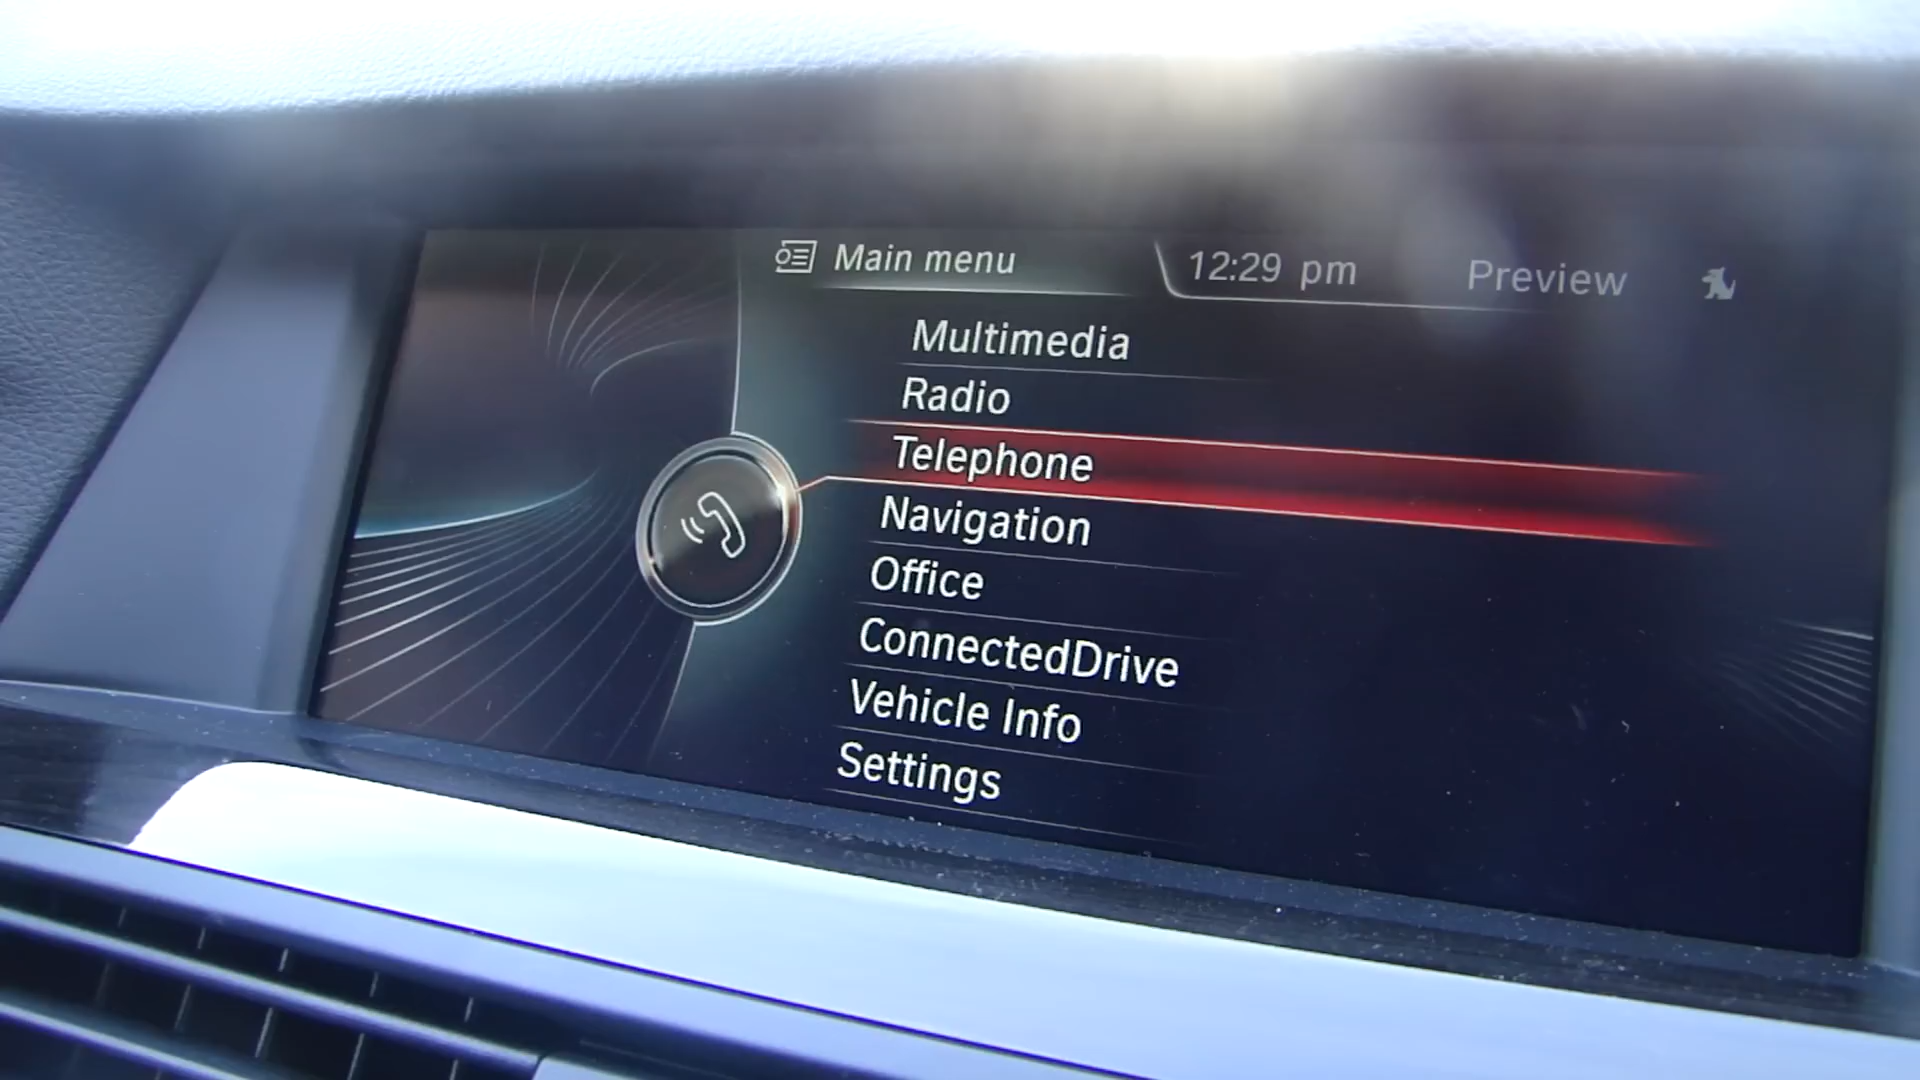 Main menu
12:29 pm
Preview
Multimedia
Radio
Telephone
Navigation
Office
ConnectedDrive
Vehicle Info
Settings